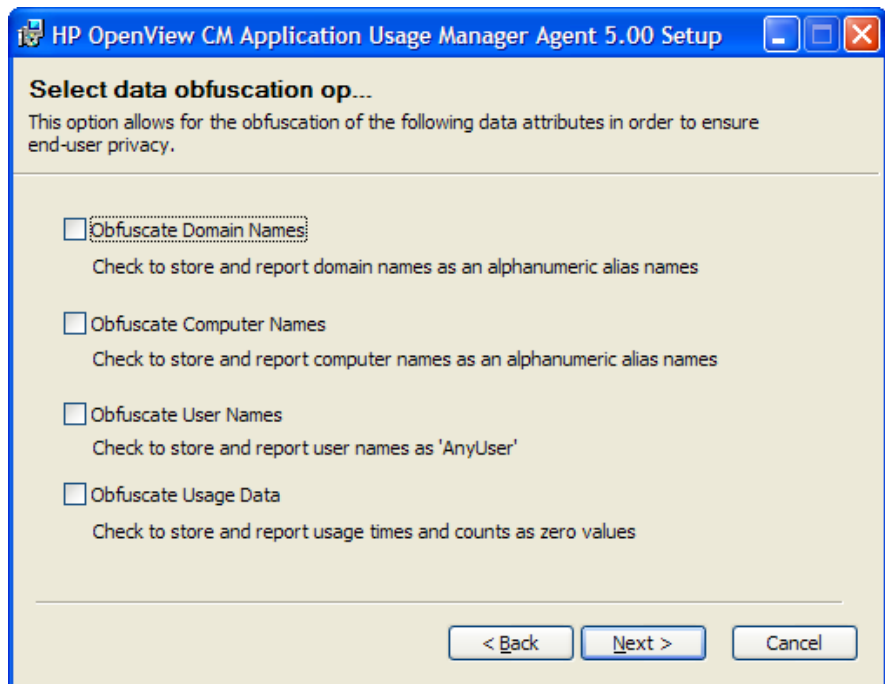 HP OpenView CM Application Usage Manager Agent 5.00 Setup
Select data obfuscation op...
This option allows for the obfuscation of the following data attributes in order to ensure
end-user privacy.
Obfuscate Domain Names
Check to store and report domain names as an alphanumeric alias names
Obfuscate Computer Names
Check to store and report computer names as an alphanumeric alias names
Obfuscate User Names
Check to store and report user names as 'AnyUser'
Obfuscate Usage Data
Check to store and report usage times and counts as zero values
< Back Next > Cancel